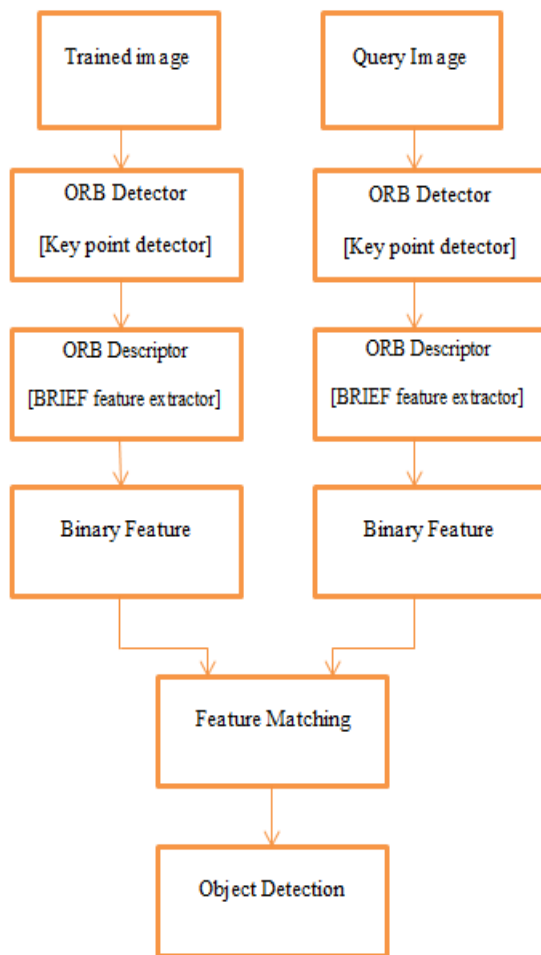 Trained image
Query Image
ORB Detector
[Key point detector]
ORB Detector
[Key point detector]
ORB Descriptor
[BRIEF feature extractor]
ORB Descriptor
[BRIEF feature extractor]
Binary Feature
Binary Feature
Feature Matching
Object Detection